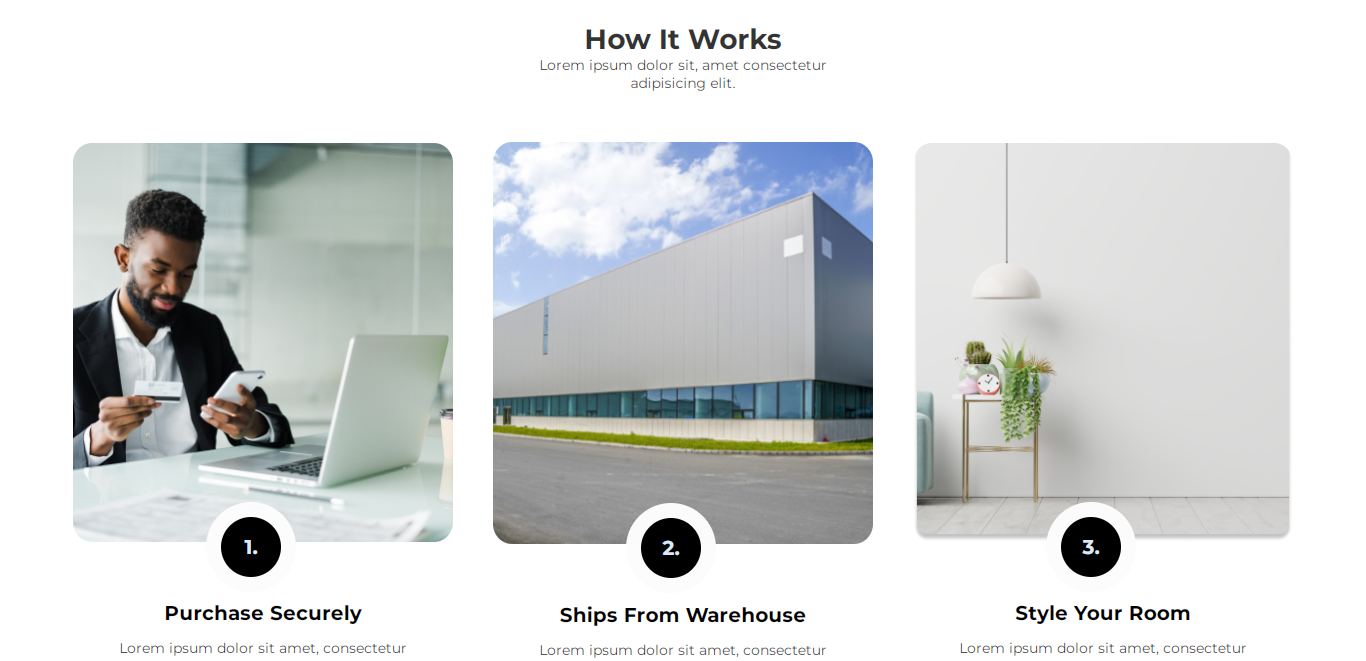 How It Works
Lorem ipsum dolor sit, amet consectetur
adipisicing elit.
1.
2.
3.
Purchase Securely
Ships From Warehouse
Style Your Room
Lorem ipsum dolor sit amet, consectetur
Lorem ipsum dolor sit amet, consectetur
Lorem ipsum dolor sit amet, consectetur